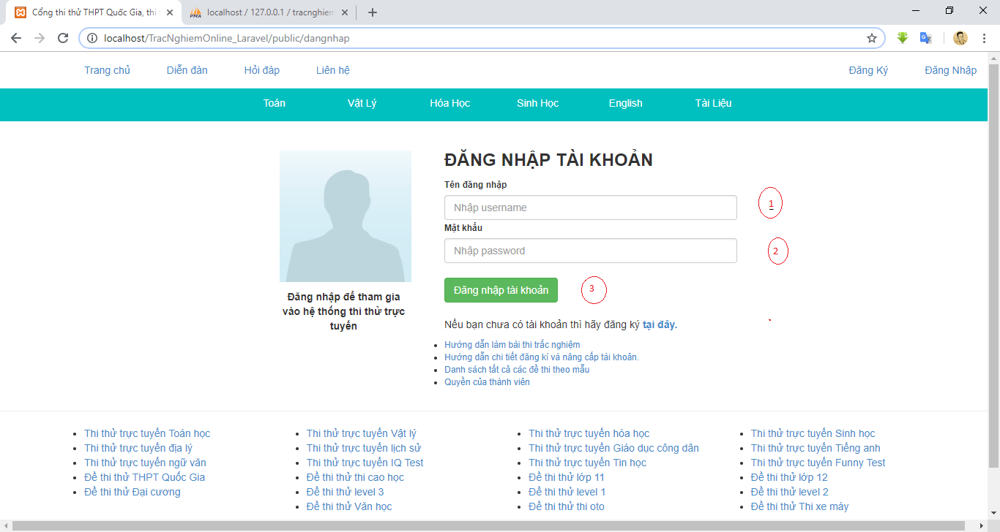 Cổng thi thử THPT Quốc Gia, thi
localhost / 127.0.0.1 / tracnghiem
localhost/TracNghiemOnline_Laravel/public/dangnhap
Trang chủ Diễn đàn Hỏi đáp Liên hệ Đăng Ký Đăng Nhập
Toán Vật Lý Hóa Học Sinh Học English Tài Liệu
ĐĂNG NHẬP TÀI KHOẢN
Tên đăng nhập
Nhập username
1
Mật khẩu
Nhập password
2
Đăng nhập tài khoản
3
Đăng nhập để tham gia
vào hệ thống thi thử trực
tuyến
Nếu bạn chưa có tài khoản thì hãy đăng ký tại đây.
Hướng dẫn làm bài thi trắc nghiệm
Hướng dẫn chi tiết đăng kí và nâng cấp tài khoản.
Danh sách tất cả các đề thi theo mẫu
Quyền của thành viên
Thi thử trực tuyến Toán học
Thi thử trực tuyến địa lý
Thi thử trực tuyến ngữ văn
Đề thi thử THPT Quốc Gia
Đề thi thử Đại cương
Thi thử trực tuyến Vật lý
Thi thử trực tuyến lịch sử
Thi thử trực tuyến IQ Test
Đề thi thử thi cao học
Đề thi thử level 3
Đề thi thử Văn học
Thi thử trực tuyến hóa học
Thi thử trực tuyến Giáo dục công dân
Thi thử trực tuyến Tin học
Đề thi thử lớp 11
Đề thi thử level 1
Đề thi thử thi oto
Thi thử trực tuyến Sinh học
Thi thử trực tuyến Tiếng anh
Thi thử trực tuyến Funny Test
Đề thi thử lớp 12
Đề thi thử level 2
Đề thi thử Thi xe máy